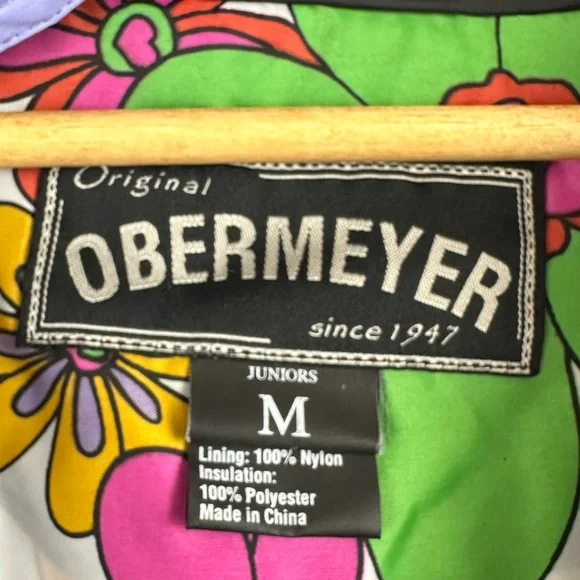 Original
OBERMEYER
since 1947
JUNIORS
M
Lining: 100% Nylon
Insulation:
100% Polyester
Made in China